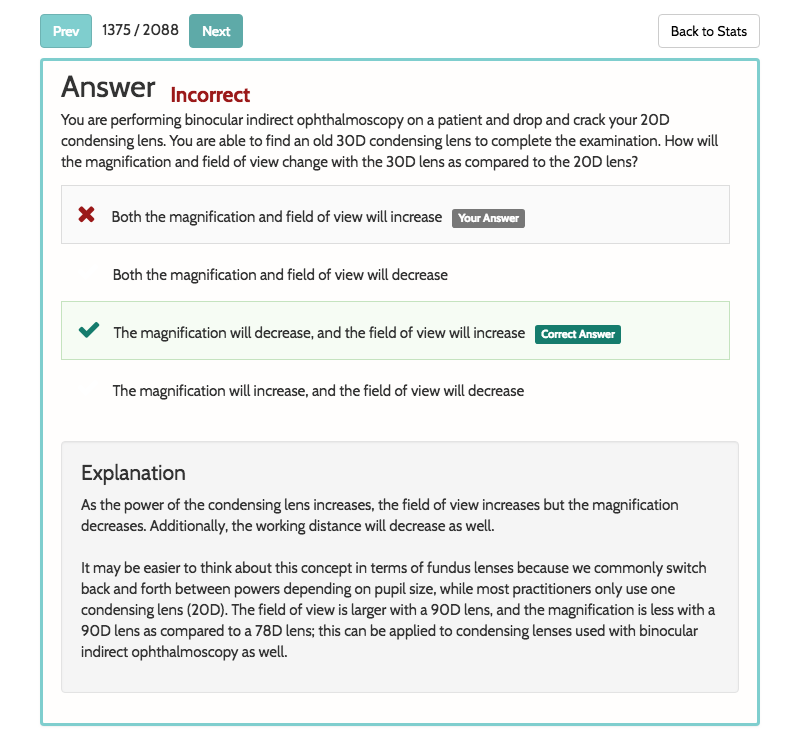 Prev 1375 / 2088 Next Back to Stats
Answer Incorrect
You are performing binocular indirect ophthalmoscopy on a patient and drop and crack your 20D
condensing lens. You are able to find an old 30D condensing lens to complete the examination. How will
the magnification and field of view change with the 30D lens as compared to the 20D lens?
Both the magnification and field of view will increase Your Answer
Both the magnification and field of view will decrease
The magnification will decrease, and the field of view will increase Correct Answer
The magnification will increase, and the field of view will decrease
Explanation
As the power of the condensing lens increases, the field of view increases but the magnification
decreases. Additionally, the working distance will decrease as well.
It may be easier to think about this concept in terms of fundus lenses because we commonly switch
back and forth between powers depending on pupil size, while most practitioners only use one
condensing lens (20D). The field of view is larger with a 90D lens, and the magnification is less with a
90D lens as compared to a 78D lens; this can be applied to condensing lenses used with binocular
indirect ophthalmoscopy as well.